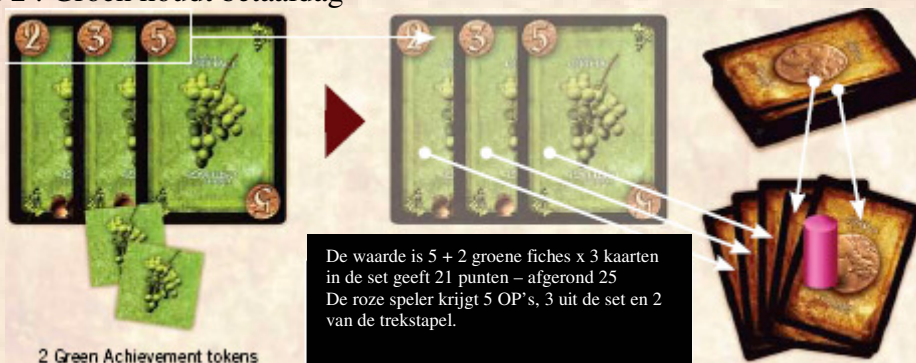 Groen houdt betaaldag
2 3 5
2 3 5
5
5
De waarde is 5 + 2 groene fiches x 3 kaarten
in de set geeft 21 punten – afgerond 25
De roze speler krijgt 5 OP’s, 3 uit de set en 2
van de trekstapel.
2 Green Achievement tokens